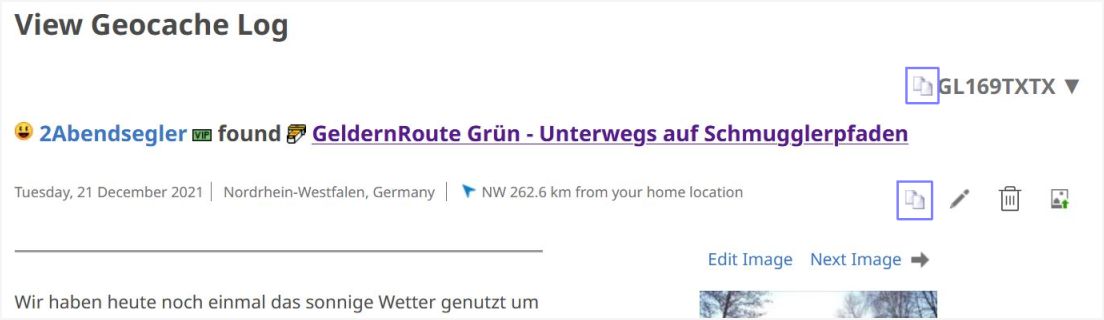 View Geocache Log
GL169TXTX ▼
2Abendsegler VIP found GeldernRoute Grün - Unterwegs auf Schmugglerpfaden
Tuesday, 21 December 2021 Nordrhein-Westfalen, Germany NW 262.6 km from your home location
Edit Image Next Image
Wir haben heute noch einmal das sonnige Wetter genutzt um